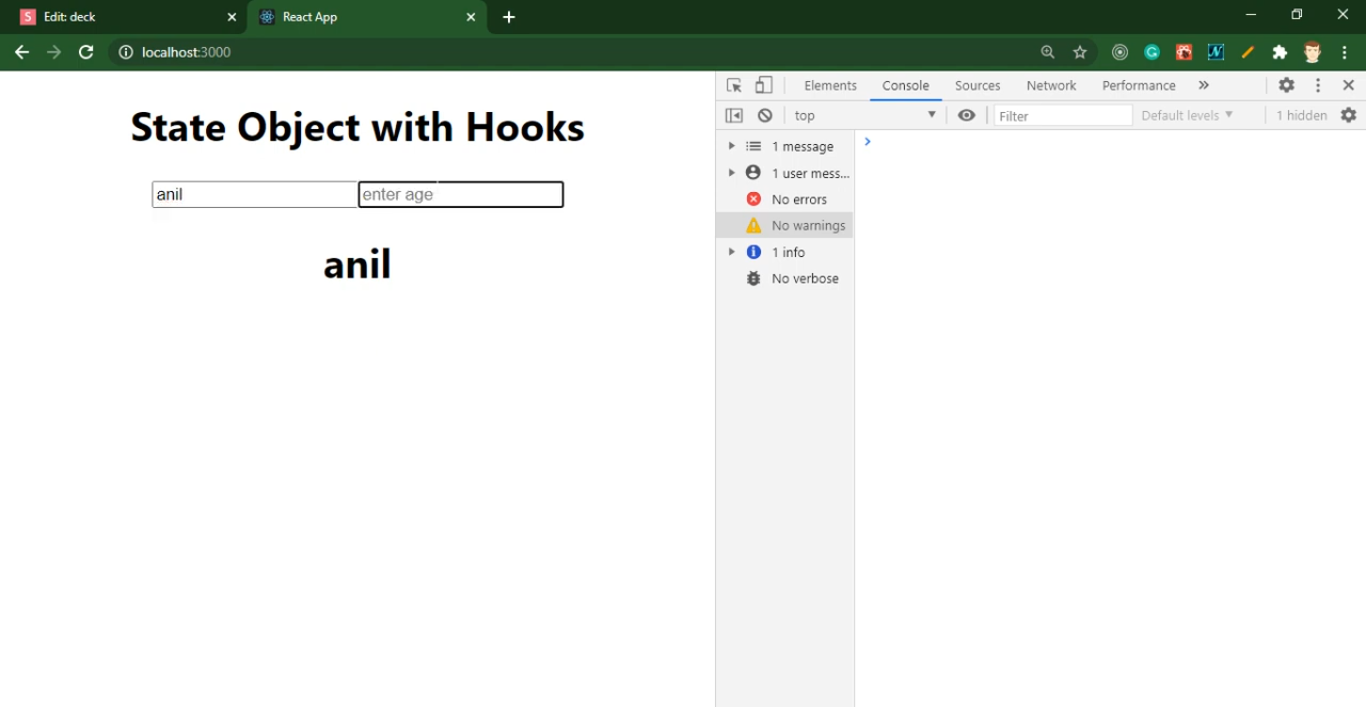 Edit: deck
React App
localhost:3000
Elements Console Sources Network Performance
top Filter Default levels 1 hidden
State Object with Hooks
anil enter age
anil
1 message
1 user mess...
No errors
No warnings
1 info
No verbose